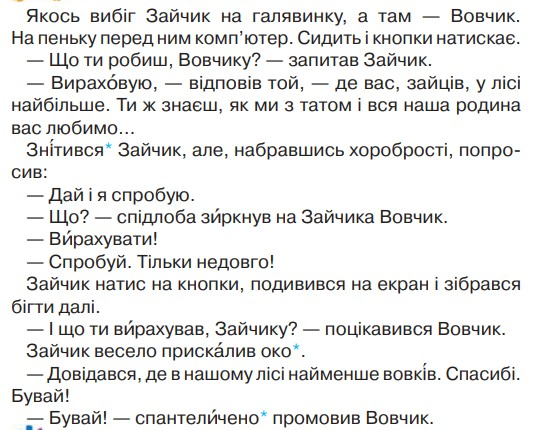 Якось вибіг Зайчик на галявинку, а там — Вовчик.
На пеньку перед ним комп’ютер. Сидить і кнопки натискає.
— Що ти робиш, Вовчику? — запитав Зайчик.
— Вирахо́вую, — відповів той, — де вас, зайців, у лісі
найбільше. Ти ж знаєш, як ми з татом і вся наша родина
вас любимо...
Зні́тився* Зайчик, але, набравшись хоробрості, попро-
сив:
— Дай і я спробую.
— Що? — спідлоба зи́ркнув на Зайчика Вовчик.
— Ви́рахувати!
— Спробуй. Тільки недовго!
Зайчик натис на кнопки, подивився на екран і зібрався
бігти далі.
— І що ти ви́рахував, Зайчику? — поцікавився Вовчик.
Зайчик весело приска́лив око*.
— Довідався, де в нашому лісі найменше вовкі́в. Спасибі.
Бувай!
— Бувай! — спантели́чено* промовив Вовчик.